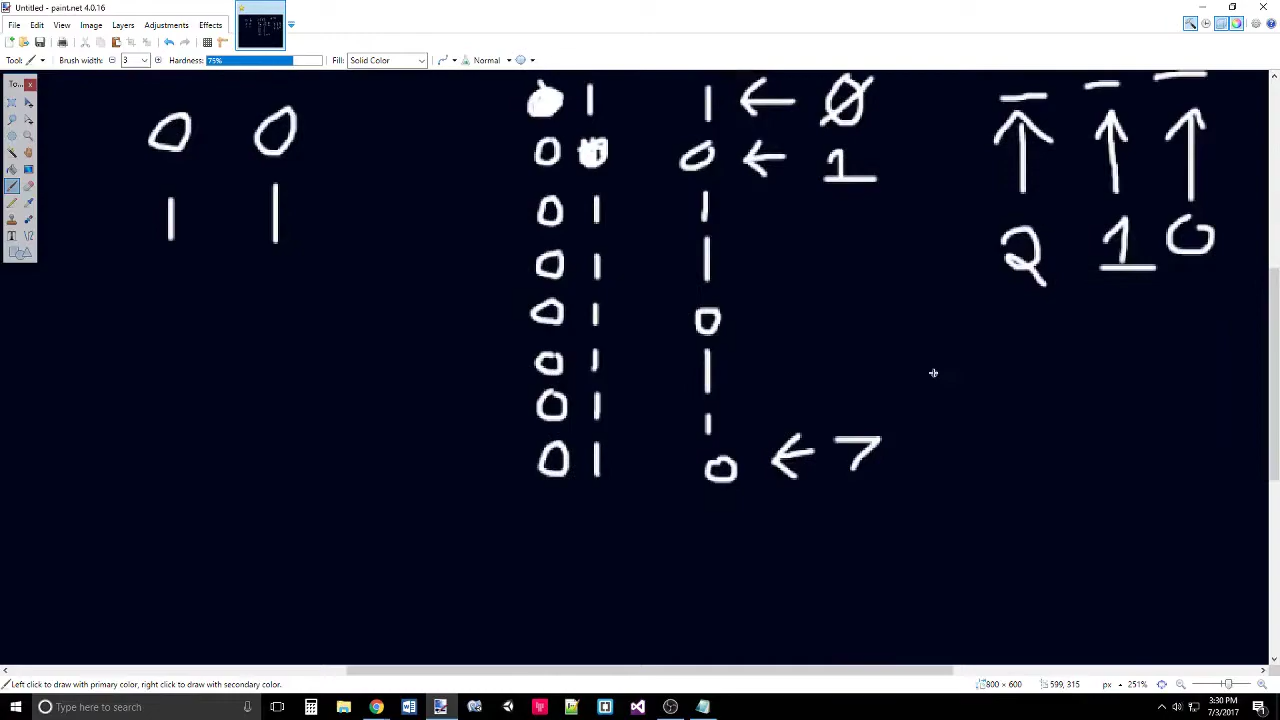 Untitled - paint.net 4.0.16
File Edit View Image Layers Adjustments Effects
Tool: Brush width: 3 Hardness: 75% Fill: Solid Color Normal
To... x
1 1 ← 0
0 0 0 ← 1
0 1 1
1 1 2 1 0
0 1 1
0 1 0
0 1 1
0 1 1
0 1 0 ← 7
Left click to draw with primary color, right click to draw with secondary color.
800 × 600 599, 315 px 251%
Type here to search
3:30 PM
7/3/2017